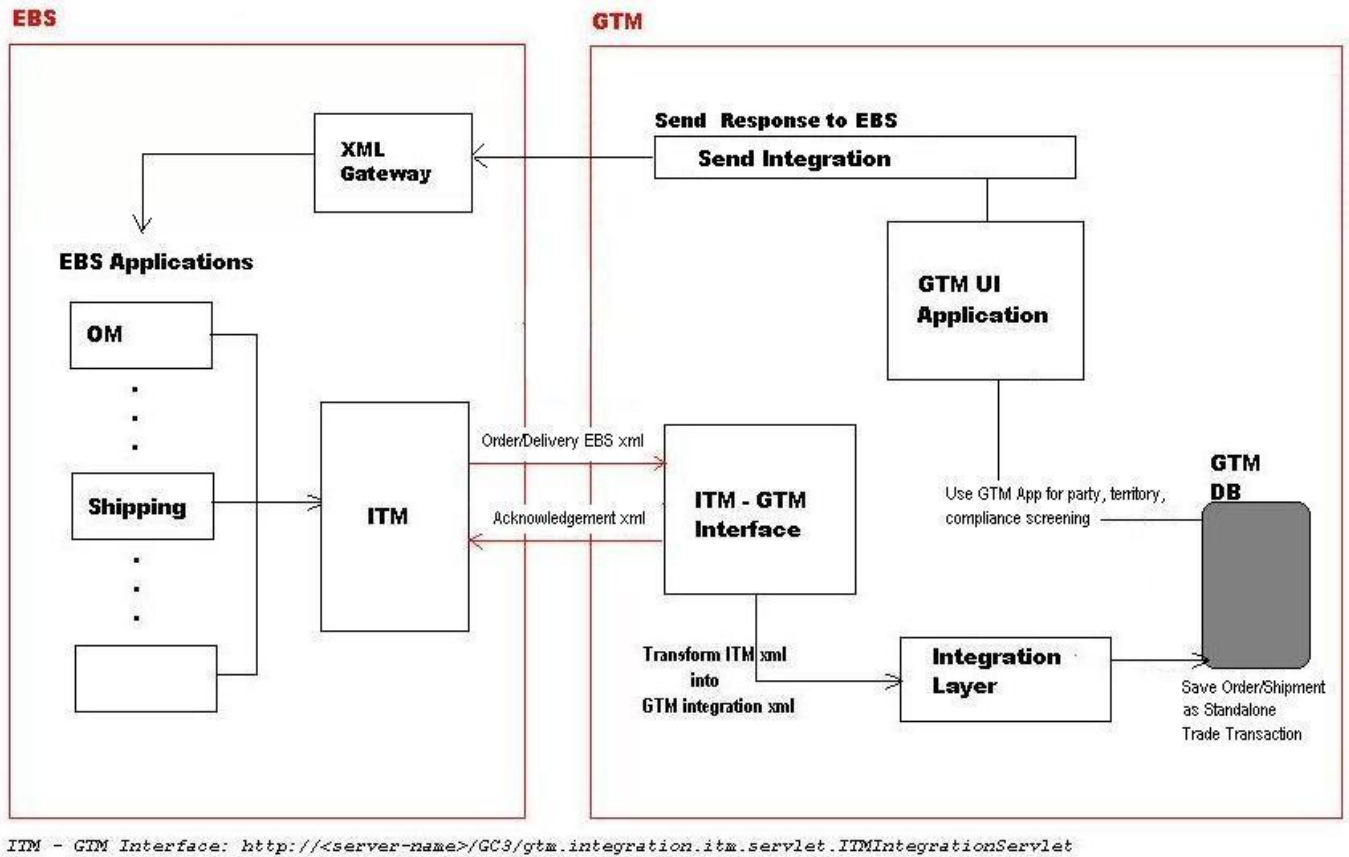 EBS
GTM
Send Response to EBS
Send Integration
XML
Gateway
EBS Applications
GTM UI
Application
OM
Order/Delivery EBS xml
GTM
DB
Shipping
ITM
Acknowledgement xml
ITM - GTM
Interface
Use GTM App for party, territory,
compliance screening
Transform ITM xml
into
GTM integration xml
Integration
Layer
Save Order/Shipment
as Standalone
Trade Transaction
ITM - GTM Interface: http://<server-name>/GC3/gtm.integration.itm.servlet.ITMIntegrationServlet